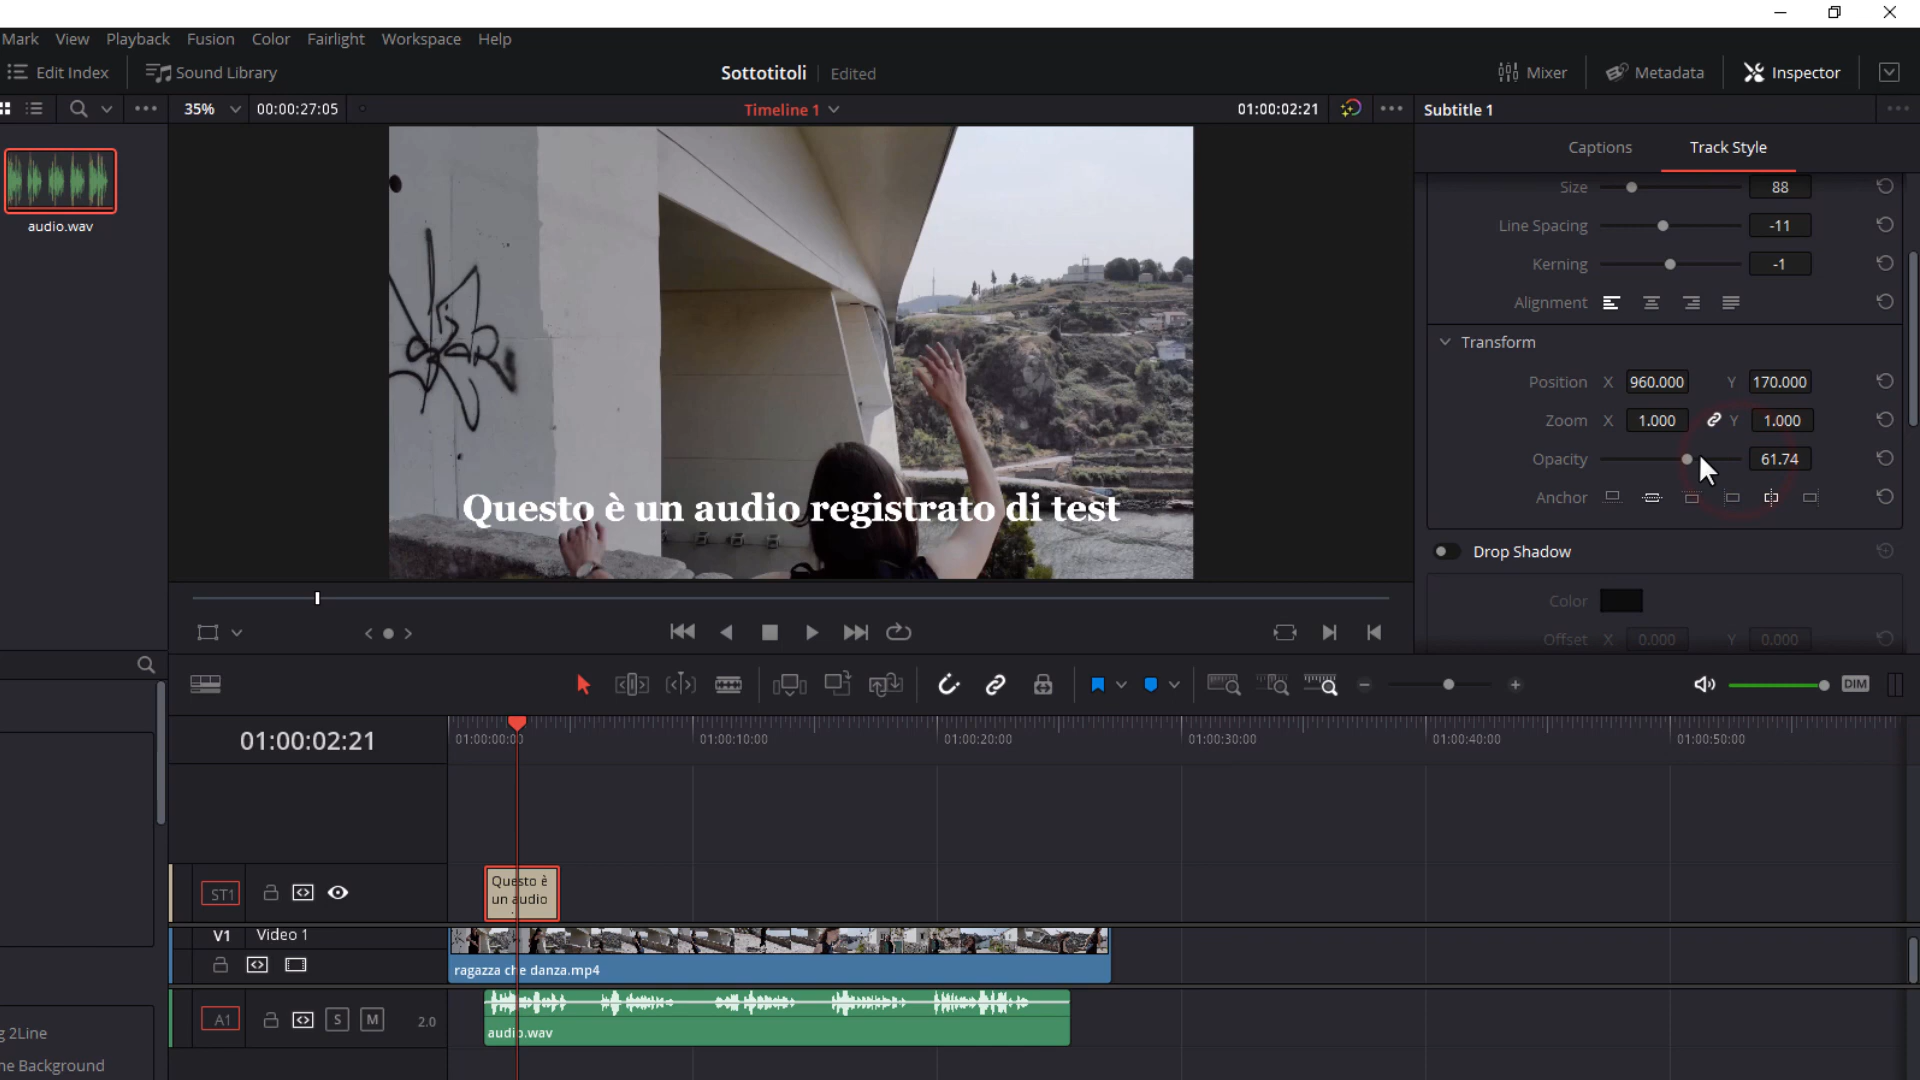 Mark View Playback Fusion Color Fairlight Workspace Help
Edit Index Sound Library Sottotitoli Edited Mixer Metadata Inspector
35% 00:00:27:05 Timeline 1 01:00:02:21 Subtitle 1
Captions Track Style
audio.wav
Size 88
Line Spacing -11
Kerning -1
Alignment
Transform
Position X 960.000 Y 170.000
Zoom X 1.000 Y 1.000
Opacity 61.74
Anchor
Drop Shadow
Color
Offset X 0.000 Y 0.000
Questo è un audio registrato di test
DIM
01:00:02:21
01:00:00:00 01:00:10:00 01:00:20:00 01:00:30:00 01:00:40:00 01:00:50:00
ST1
Questo è
un audio
V1 Video 1
ragazza che danza.mp4
A1 S M 2.0
audio.wav
g 2Line
ne Background